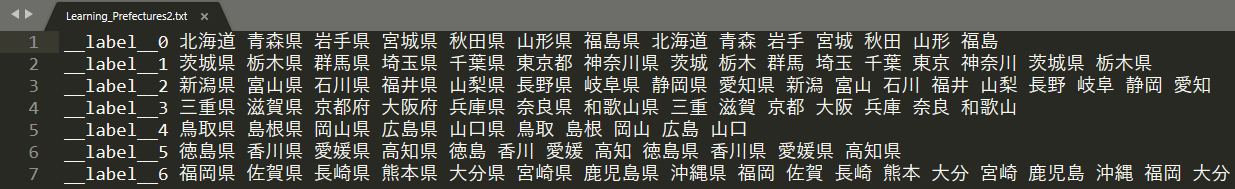 Learning_Prefectures2.txt ×
1 __label__0 北海道 青森県 岩手県 宮城県 秋田県 山形県 福島県 北海道 青森 岩手 宮城 秋田 山形 福島
2 __label__1 茨城県 栃木県 群馬県 埼玉県 千葉県 東京都 神奈川県 茨城 栃木 群馬 埼玉 千葉 東京 神奈川 茨城県 栃木県
3 __label__2 新潟県 富山県 石川県 福井県 山梨県 長野県 岐阜県 静岡県 愛知県 新潟 富山 石川 福井 山梨 長野 岐阜 静岡 愛知
4 __label__3 三重県 滋賀県 京都府 大阪府 兵庫県 奈良県 和歌山県 三重 滋賀 京都 大阪 兵庫 奈良 和歌山
5 __label__4 鳥取県 島根県 岡山県 広島県 山口県 鳥取 島根 岡山 広島 山口
6 __label__5 徳島県 香川県 愛媛県 高知県 徳島 香川 愛媛 高知 徳島県 香川県 愛媛県 高知県
7 __label__6 福岡県 佐賀県 長崎県 熊本県 大分県 宮崎県 鹿児島県 沖縄県 福岡 佐賀 長崎 熊本 大分 宮崎 鹿児島 沖縄 福岡 大分